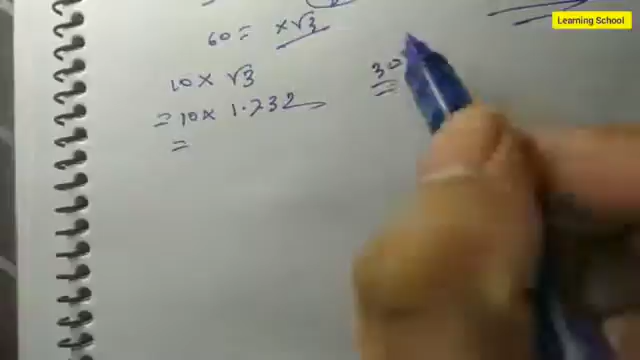 Learning School
60 = × √3
10 × √3
30
= 10 × 1.732
=